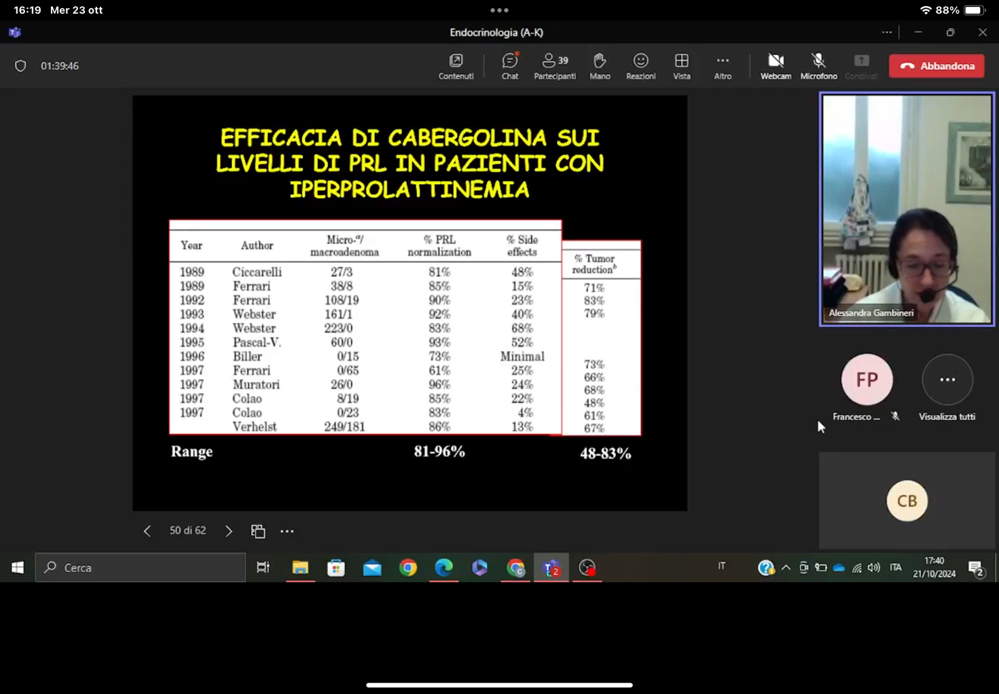 16:19 Mer 23 ott
88%
Endocrinologia (A-K)
01:39:46
Contenuti
Chat
39
Partecipanti
Mano
Reazioni
Vista
Altro
Webcam
Microfono
Condividi
Abbandona
EFFICACIA DI CABERGOLINA SUI
LIVELLI DI PRL IN PAZIENTI CON
IPERPROLATTINEMIA
Year Author Micro-a/ macroadenoma % PRL normalization % Side effects
1989 Ciccarelli 27/3 81% 48%
1989 Ferrari 38/8 85% 15%
1992 Ferrari 108/19 90% 23%
1993 Webster 161/1 92% 40%
1994 Webster 223/0 83% 68%
1995 Pascal-V. 60/0 93% 52%
1996 Biller 0/15 73% Minimal
1997 Ferrari 0/65 61% 25%
1997 Muratori 26/0 96% 24%
1997 Colao 8/19 85% 22%
1997 Colao 0/23 83% 4%
Verhelst 249/181 86% 13%
% Tumor
reductionb
71%
83%
79%
73%
66%
68%
48%
61%
67%
Range 81-96% 48-83%
Alessandra Gambineri
FP
Francesco ...
Visualizza tutti
CB
50 di 62
Cerca
2
IT
ITA
17:40
21/10/2024
2